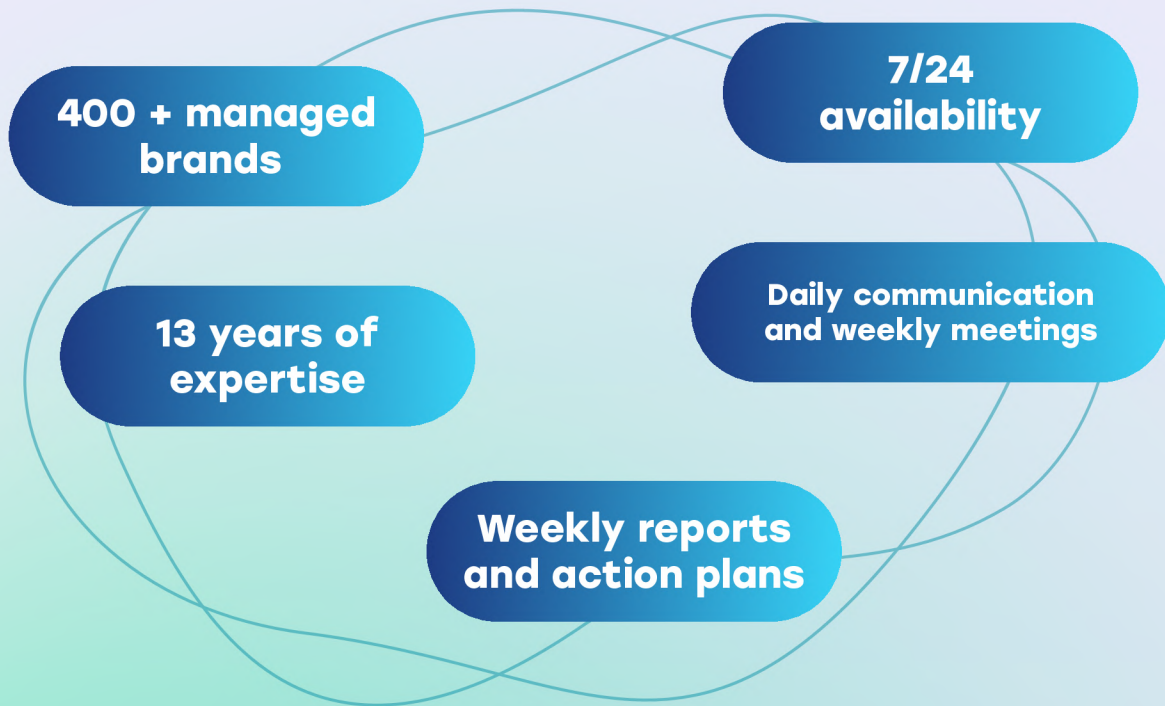 400 + managed
brands
7/24
availability
13 years of
expertise
Daily communication
and weekly meetings
Weekly reports
and action plans